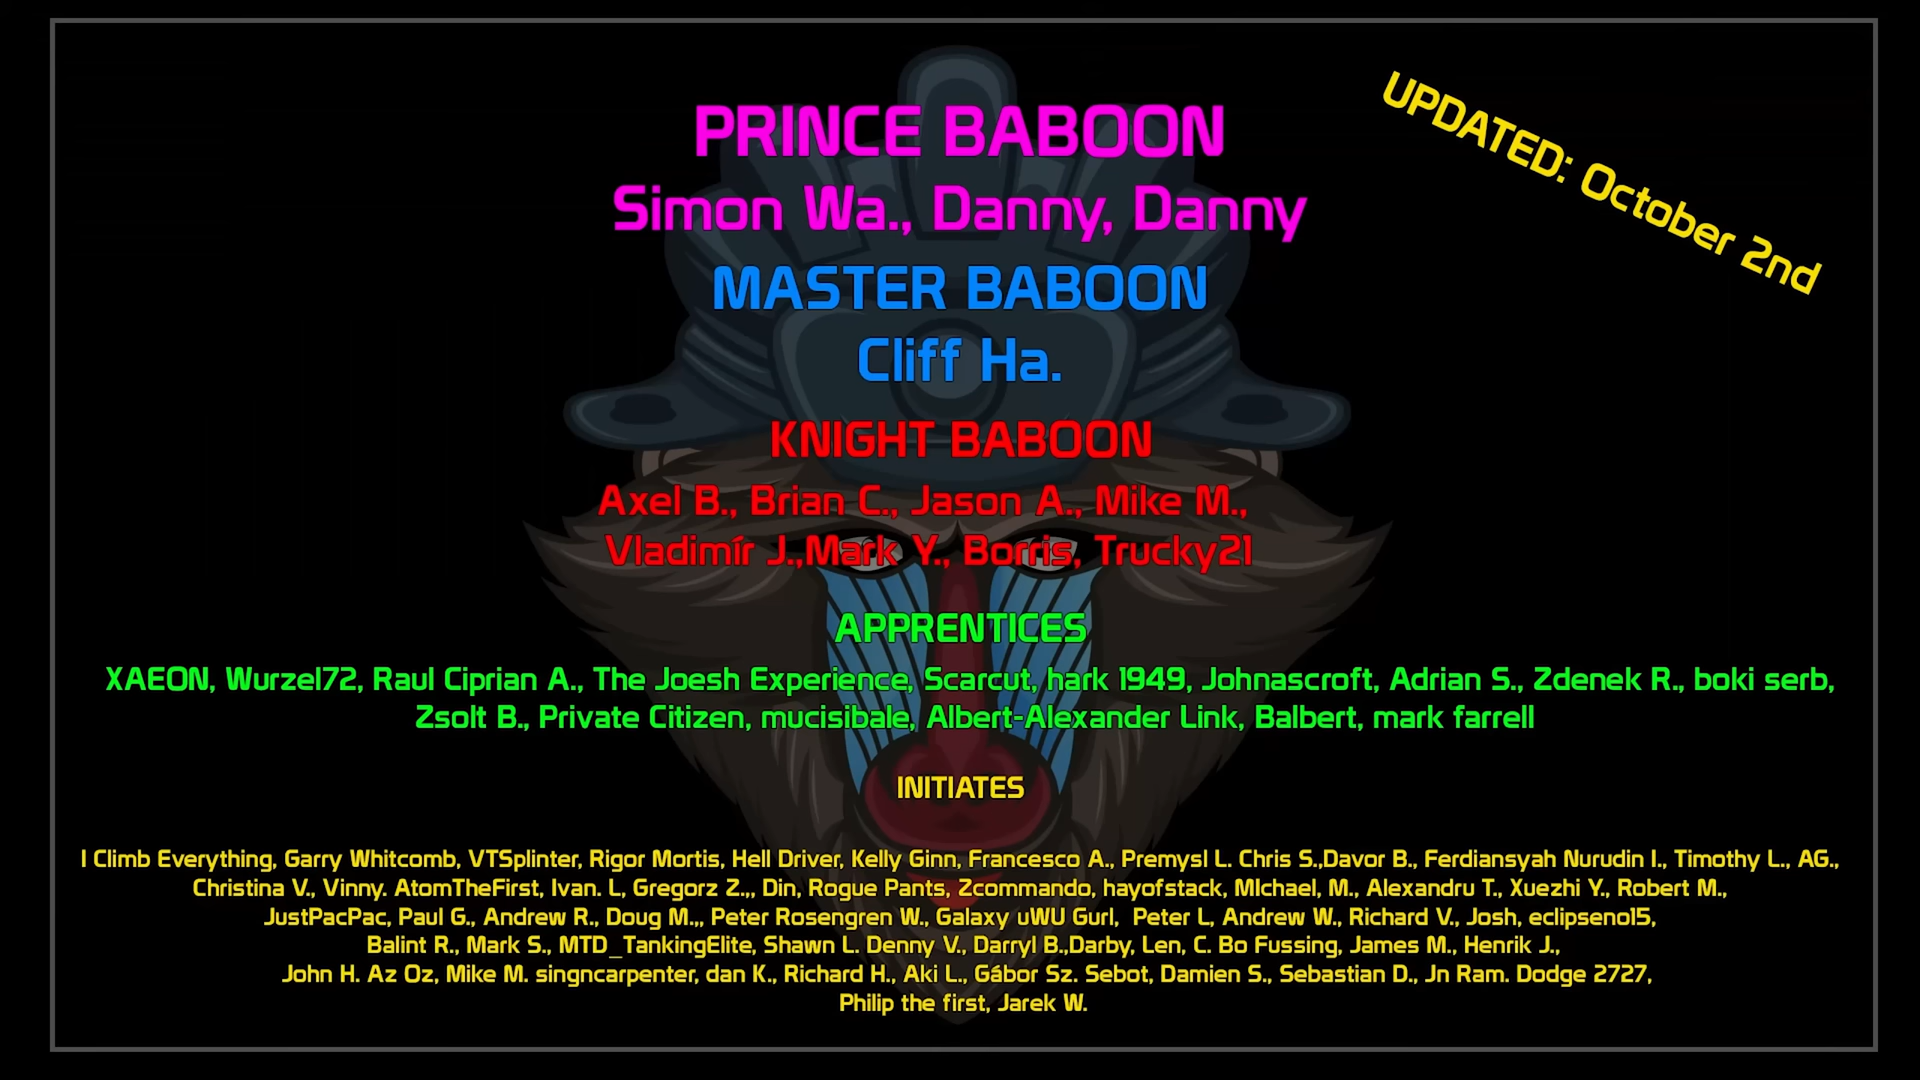 PRINCE BABOON
UPDATED: October 2nd
Simon Wa., Danny, Danny
MASTER BABOON
Cliff Ha.
KNIGHT BABOON
Axel B., Brian C., Jason A., Mike M.,
Vladimír J.,Mark Y., Borris, Trucky21
APPRENTICES
XAEON, Wurzel72, Raul Ciprian A., The Joesh Experience, Scarcut, hark 1949, Johnascroft, Adrian S., Zdenek R., boki serb,
Zsolt B., Private Citizen, mucisibale, Albert-Alexander Link, Balbert, mark farrell
INITIATES
I Climb Everything, Garry Whitcomb, VTSplinter, Rigor Mortis, Hell Driver, Kelly Ginn, Francesco A., Premysl L. Chris S.,Davor B., Ferdiansyah Nurudin I., Timothy L., AG.,
Christina V., Vinny. AtomTheFirst, Ivan. L, Gregorz Z.,, Din, Rogue Pants, Zcommando, hayofstack, MIchael, M., Alexandru T., Xuezhi Y., Robert M.,
JustPacPac, Paul G., Andrew R., Doug M.,, Peter Rosengren W., Galaxy uWU Gurl, Peter L, Andrew W., Richard V., Josh, eclipseno15,
Balint R., Mark S., MTD_TankingElite, Shawn L. Denny V., Darryl B.,Darby, Len, C. Bo Fussing, James M., Henrik J.,
John H. Az Oz, Mike M. singncarpenter, dan K., Richard H., Aki L., Gábor Sz. Sebot, Damien S., Sebastian D., Jn Ram. Dodge 2727,
Philip the first, Jarek W.